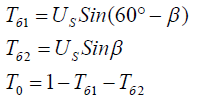 T_{б1} = U_S Sin(60° − β)
T_{б2} = U_S Sinβ
T_0 = 1 − T_{б1} − T_{б2}